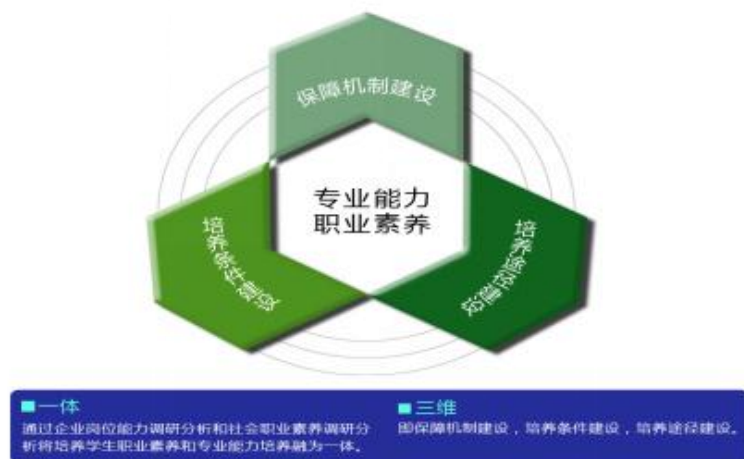 保障机制建设
专业能力
职业素养
培养条件建设
培养途径建设
■一体
通过企业岗位能力调研分析和社会职业素养调研分
析将培养学生职业素养和专业能力培养融为一体。
■三维
即保障机制建设，培养条件建设，培养途径建设。